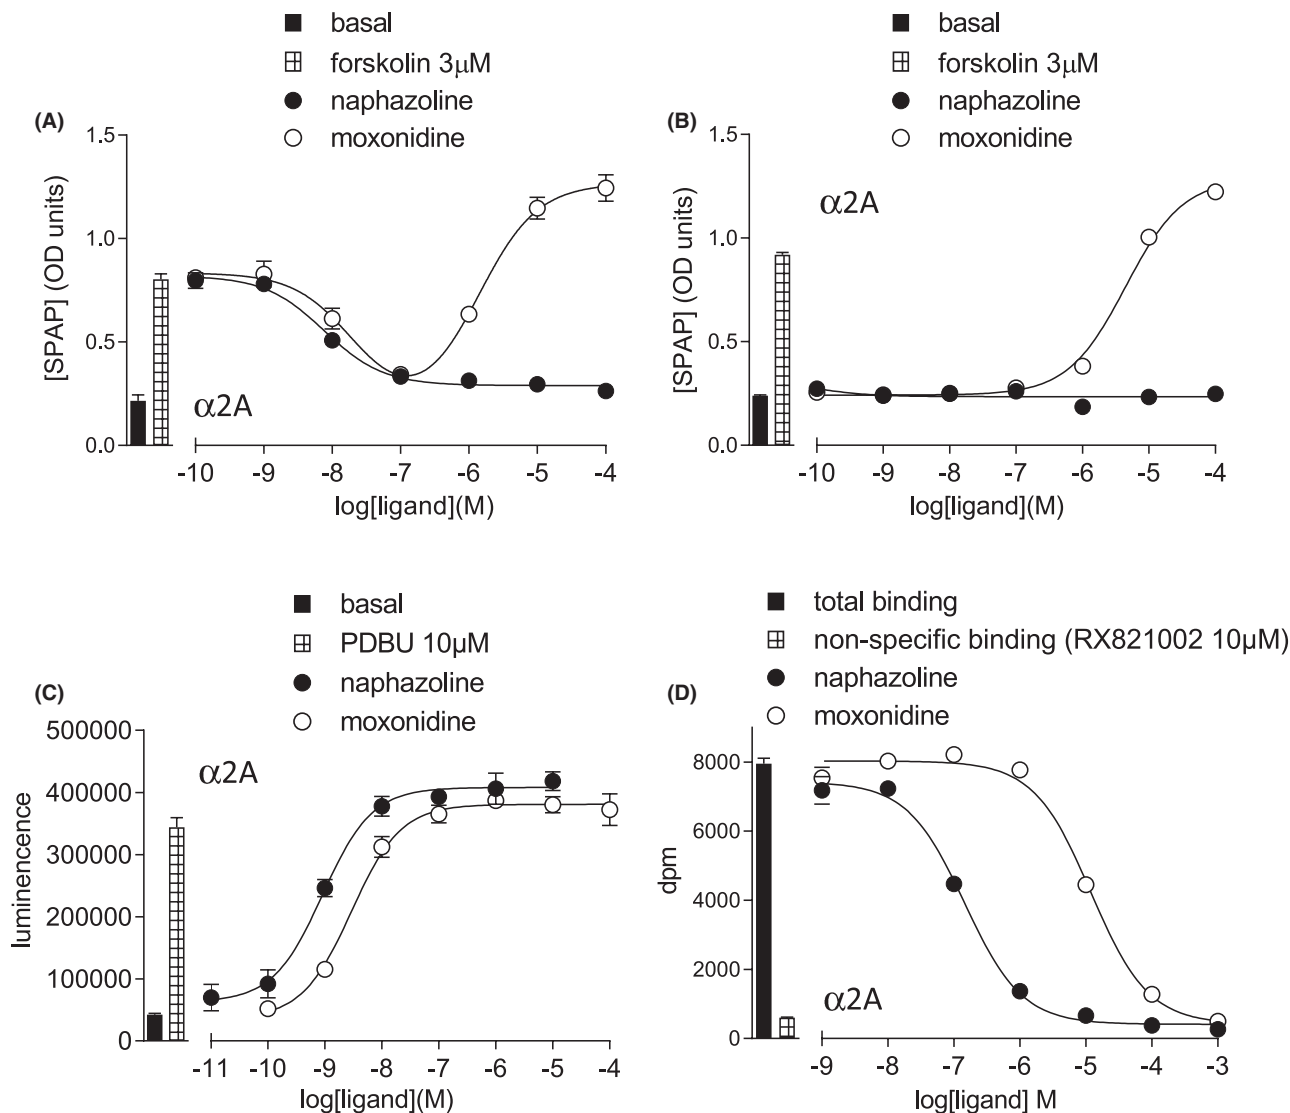 basal
forskolin 3μM
naphazoline
moxonidine
(A)
1.5
1.0
0.5
0.0
[SPAP] (OD units)
α2A
-10 -9 -8 -7 -6 -5 -4
log[ligand](M)
basal
forskolin 3μM
naphazoline
moxonidine
(B)
1.5
1.0
0.5
0.0
[SPAP] (OD units)
α2A
-10 -9 -8 -7 -6 -5 -4
log[ligand](M)
basal
PDBU 10μM
naphazoline
moxonidine
(C)
500000
400000
300000
200000
100000
0
luminencence
α2A
-11 -10 -9 -8 -7 -6 -5 -4
log[ligand](M)
total binding
non-specific binding (RX821002 10μM)
naphazoline
moxonidine
(D)
8000
6000
4000
2000
0
dpm
α2A
-9 -8 -7 -6 -5 -4 -3
log[ligand] M